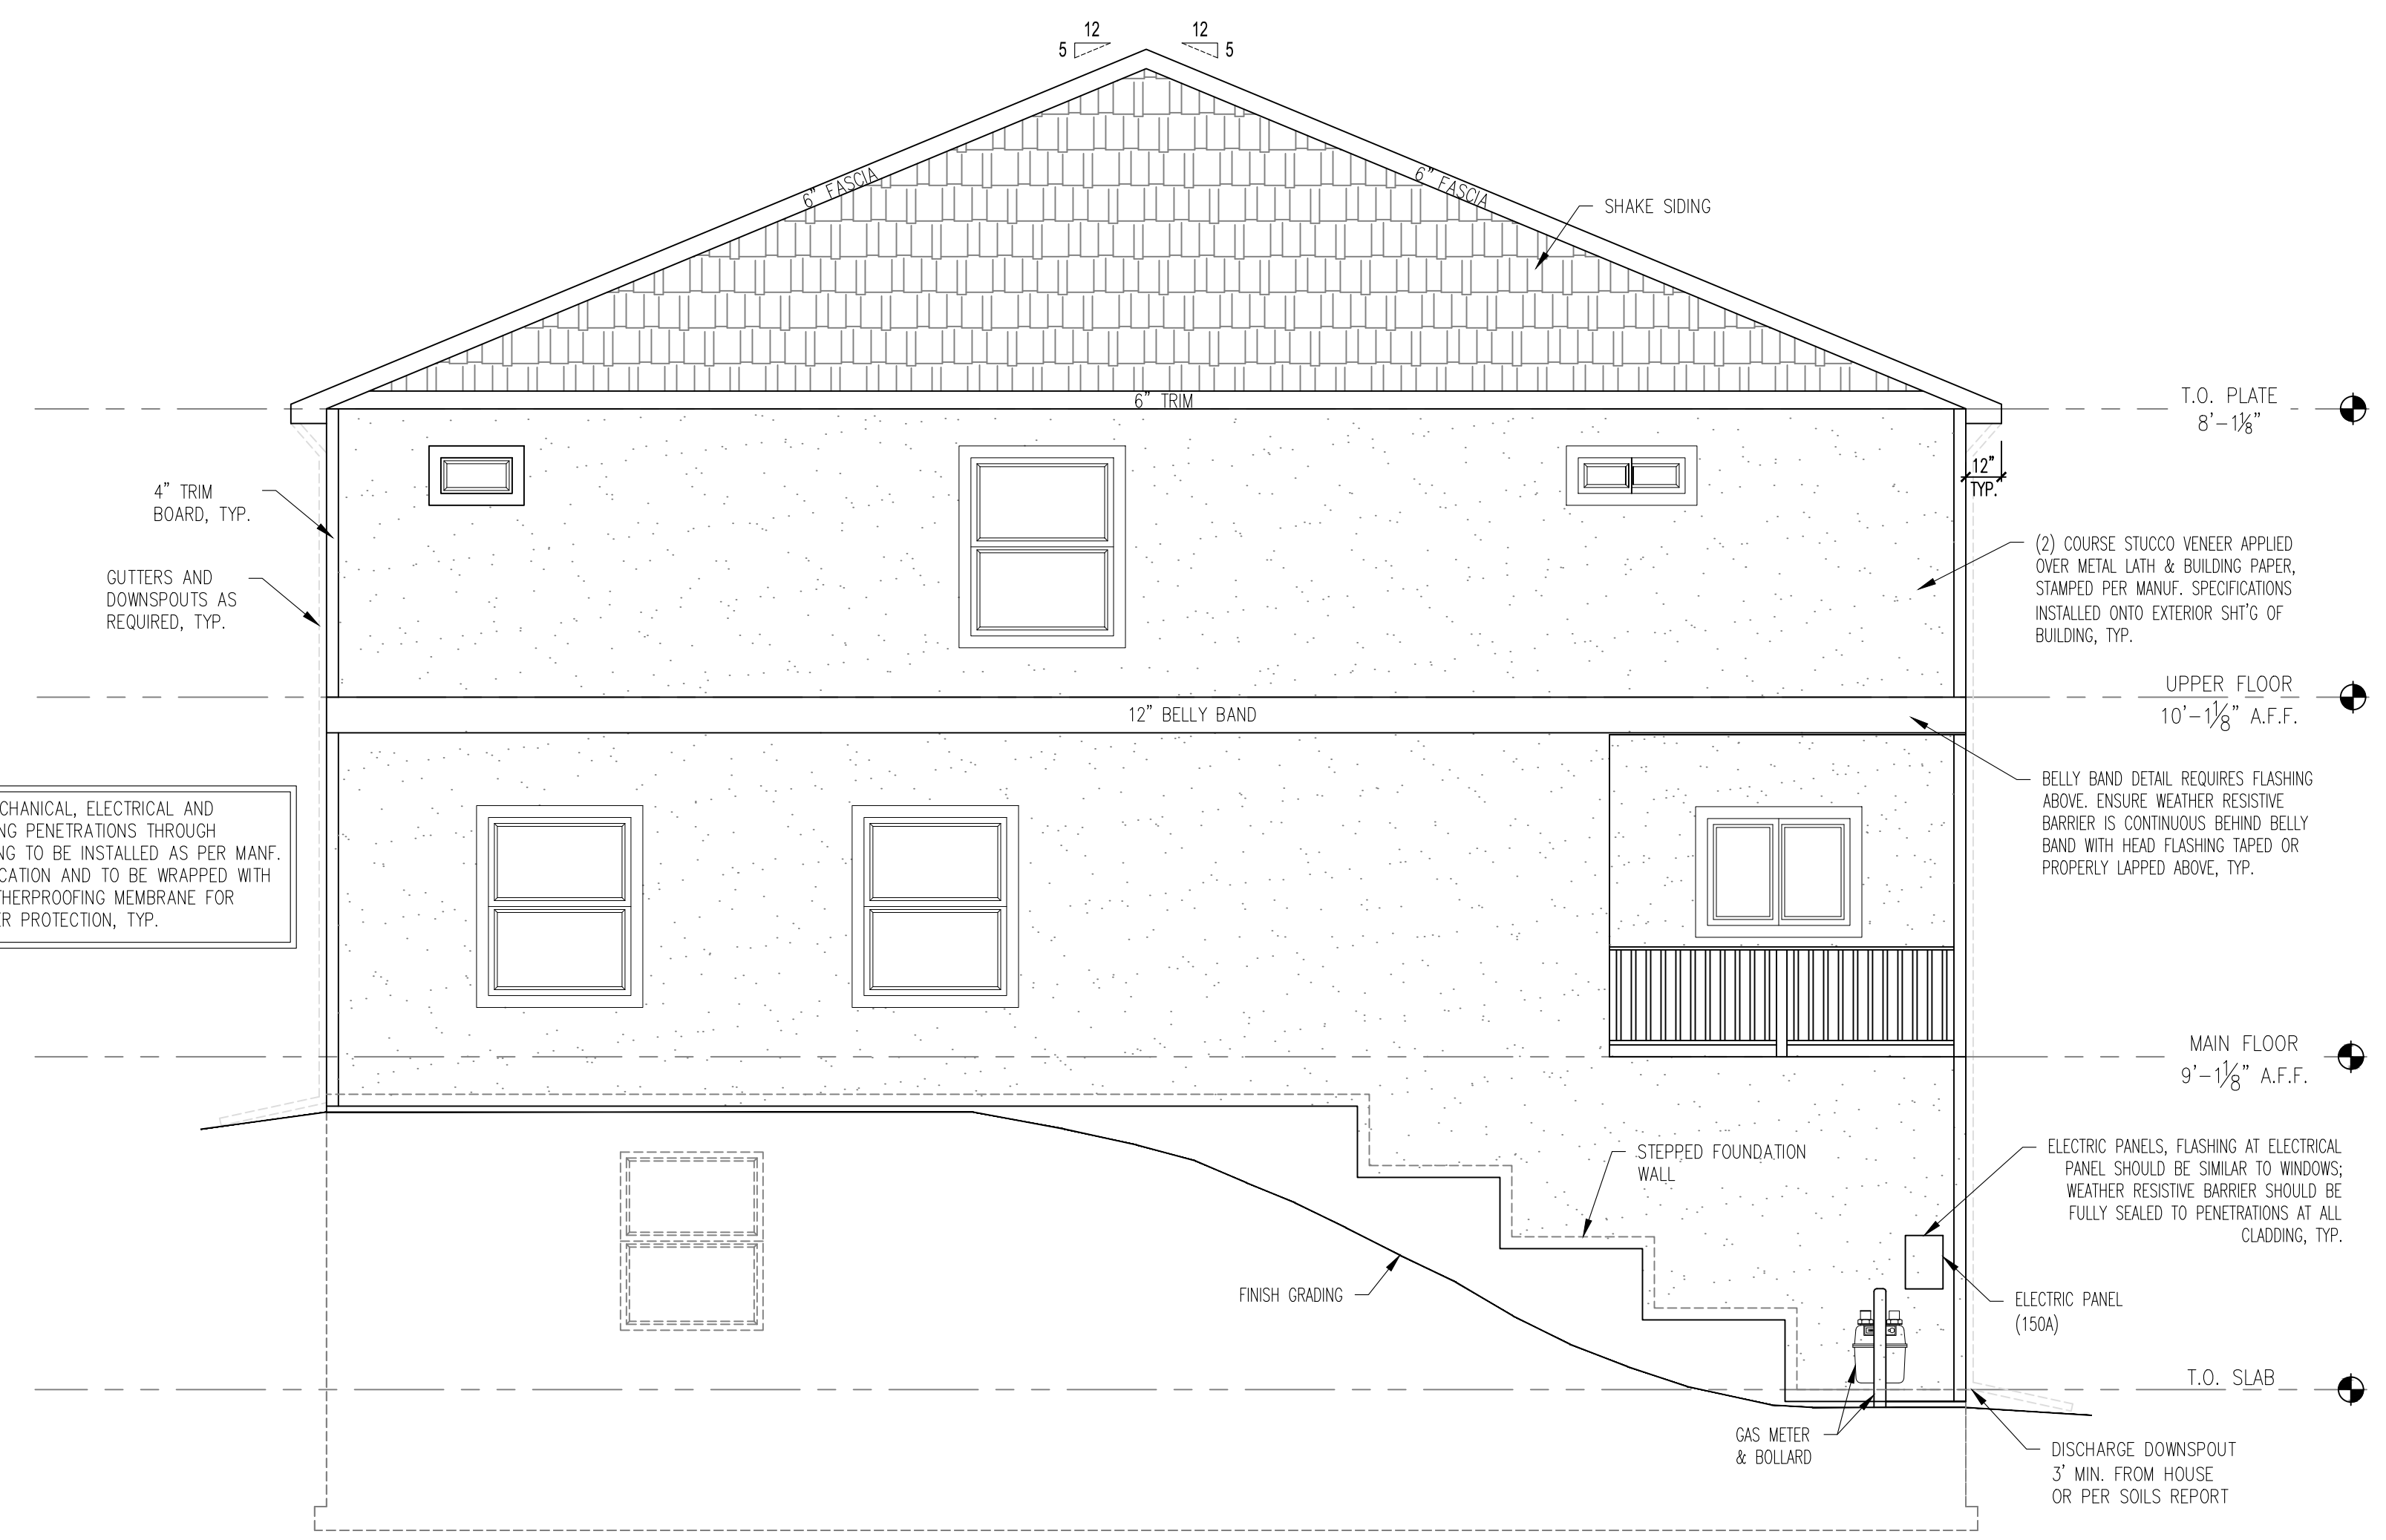 12
12
5
5
6" FASCIA
6" FASCIA
SHAKE SIDING
T.O. PLATE
8'-1⅛"
6" TRIM
12"
TYP.
4" TRIM
BOARD, TYP.
GUTTERS AND
DOWNSPOUTS AS
REQUIRED, TYP.
(2) COURSE STUCCO VENEER APPLIED
OVER METAL LATH & BUILDING PAPER,
STAMPED PER MANUF. SPECIFICATIONS
INSTALLED ONTO EXTERIOR SHT'G OF
BUILDING, TYP.
UPPER FLOOR
10'-1⅛" A.F.F.
12" BELLY BAND
BELLY BAND DETAIL REQUIRES FLASHING
ABOVE. ENSURE WEATHER RESISTIVE
BARRIER IS CONTINUOUS BEHIND BELLY
BAND WITH HEAD FLASHING TAPED OR
PROPERLY LAPPED ABOVE, TYP.
CHANICAL, ELECTRICAL AND
NG PENETRATIONS THROUGH
NG TO BE INSTALLED AS PER MANF.
CATION AND TO BE WRAPPED WITH
THERPROOFING MEMBRANE FOR
ER PROTECTION, TYP.
MAIN FLOOR
9'-1⅛" A.F.F.
STEPPED FOUNDATION
WALL
ELECTRIC PANELS, FLASHING AT ELECTRICAL
PANEL SHOULD BE SIMILAR TO WINDOWS;
WEATHER RESISTIVE BARRIER SHOULD BE
FULLY SEALED TO PENETRATIONS AT ALL
CLADDING, TYP.
FINISH GRADING
ELECTRIC PANEL
(150A)
T.O. SLAB
GAS METER
& BOLLARD
DISCHARGE DOWNSPOUT
3' MIN. FROM HOUSE
OR PER SOILS REPORT